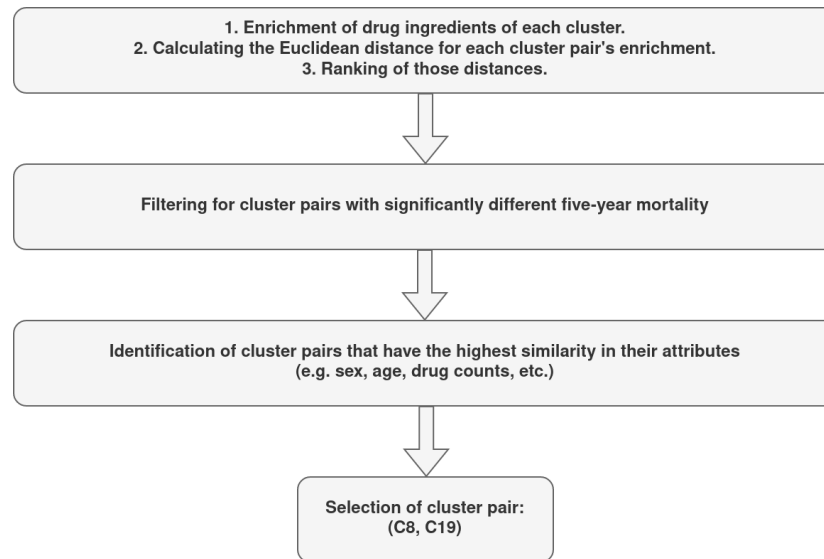 1. Enrichment of drug ingredients of each cluster.
2. Calculating the Euclidean distance for each cluster pair's enrichment.
3. Ranking of those distances.
Filtering for cluster pairs with significantly different five-year mortality
Identification of cluster pairs that have the highest similarity in their attributes
(e.g. sex, age, drug counts, etc.)
Selection of cluster pair:
(C8, C19)